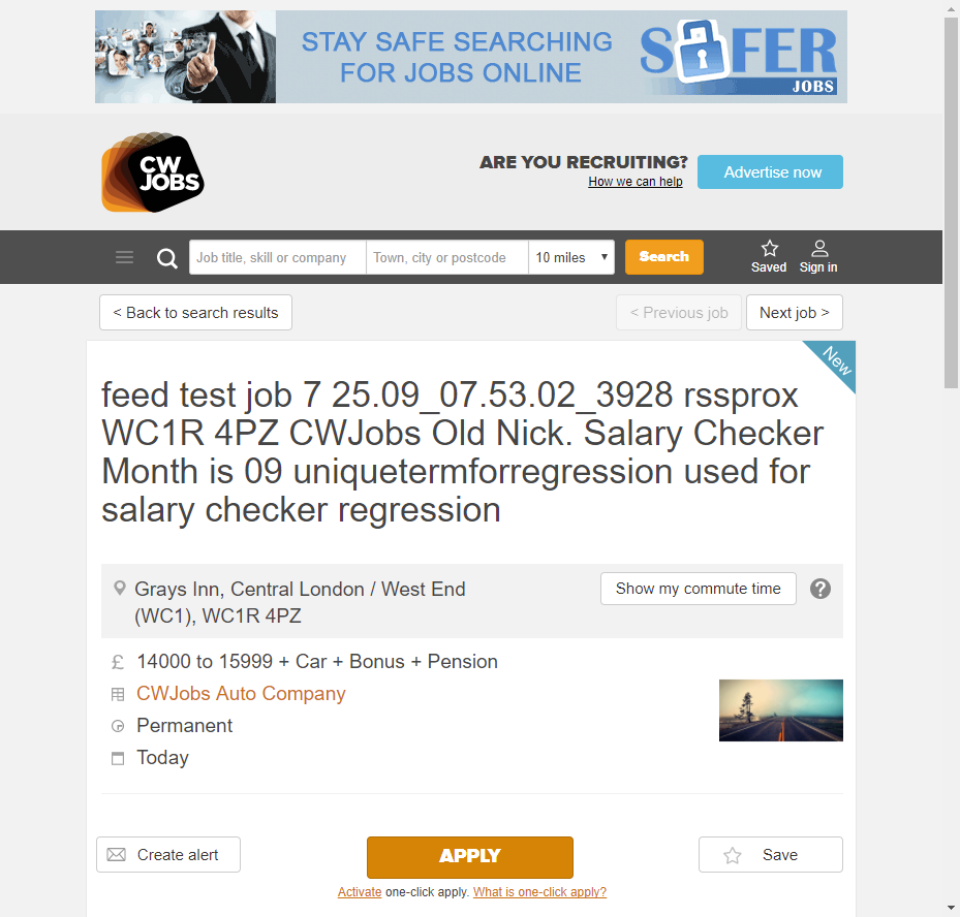 STAY SAFE SEARCHING
FOR JOBS ONLINE
SAFER
JOBS
CW
JOBS
ARE YOU RECRUITING?
How we can help
Advertise now
Job title, skill or company
Town, city or postcode
10 miles
Search
Saved
Sign in
< Back to search results
< Previous job
Next job >
New
feed test job 7 25.09_07.53.02_3928 rssprox
WC1R 4PZ CWJobs Old Nick. Salary Checker
Month is 09 uniquetermforregression used for
salary checker regression
Grays Inn, Central London / West End
(WC1), WC1R 4PZ
Show my commute time
?
£ 14000 to 15999 + Car + Bonus + Pension
CWJobs Auto Company
Permanent
Today
Create alert
APPLY
Save
Activate one-click apply. What is one-click apply?